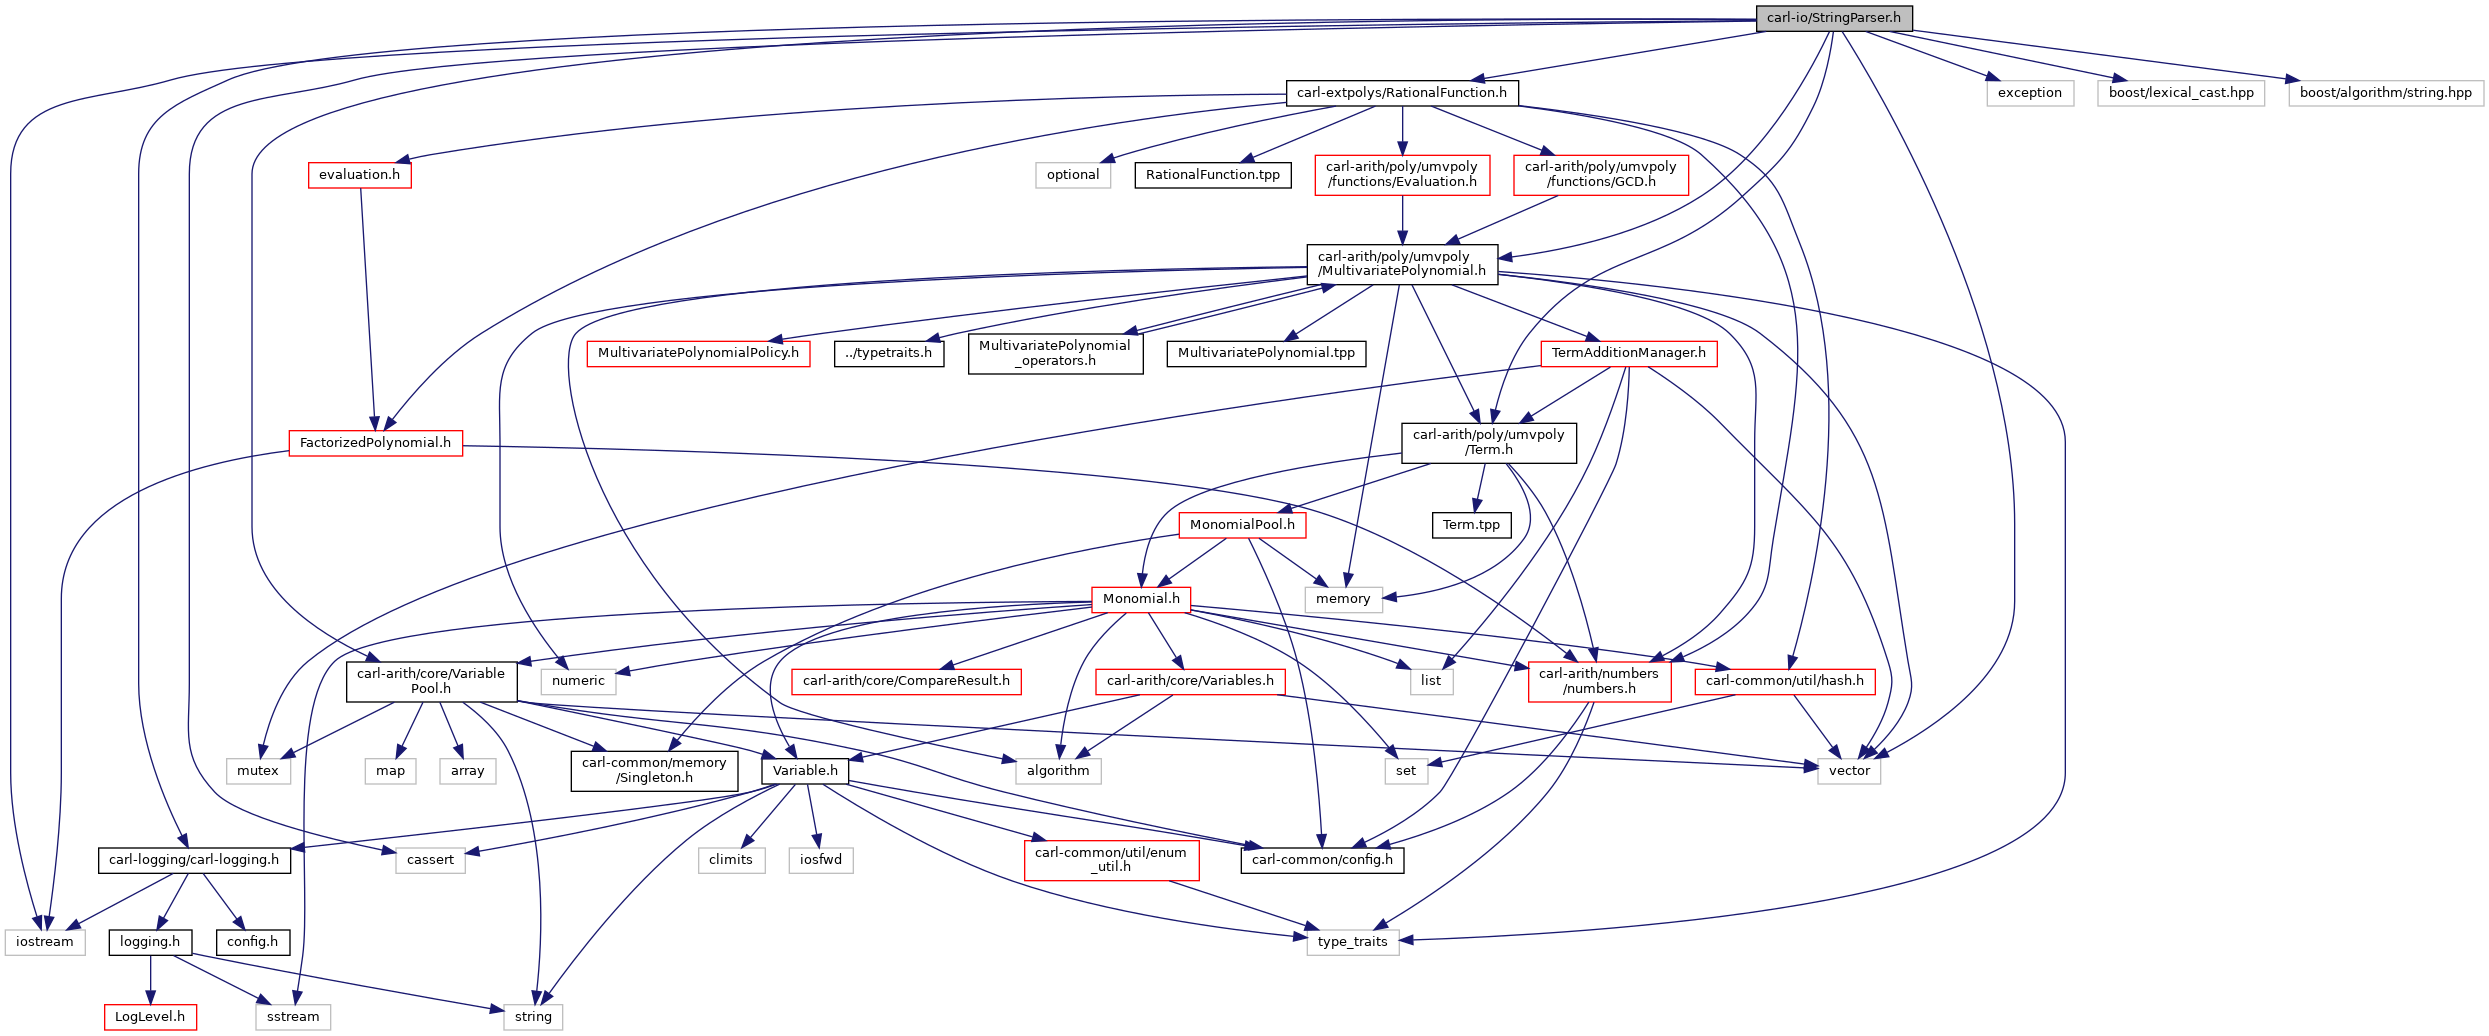 carl-io/StringParser.h
carl-extpolys/RationalFunction.h
exception
boost/lexical_cast.hpp
boost/algorithm/string.hpp
evaluation.h
optional
RationalFunction.tpp
carl-arith/poly/umvpoly
/functions/Evaluation.h
carl-arith/poly/umvpoly
/functions/GCD.h
carl-arith/poly/umvpoly
/MultivariatePolynomial.h
MultivariatePolynomialPolicy.h
../typetraits.h
MultivariatePolynomial
_operators.h
MultivariatePolynomial.tpp
TermAdditionManager.h
FactorizedPolynomial.h
carl-arith/poly/umvpoly
/Term.h
MonomialPool.h
Term.tpp
Monomial.h
memory
carl-arith/core/Variable
Pool.h
numeric
carl-arith/core/CompareResult.h
carl-arith/core/Variables.h
list
carl-arith/numbers
/numbers.h
carl-common/util/hash.h
mutex
map
array
carl-common/memory
/Singleton.h
Variable.h
algorithm
set
vector
carl-logging/carl-logging.h
cassert
climits
iosfwd
carl-common/util/enum
_util.h
carl-common/config.h
iostream
logging.h
config.h
type_traits
LogLevel.h
sstream
string